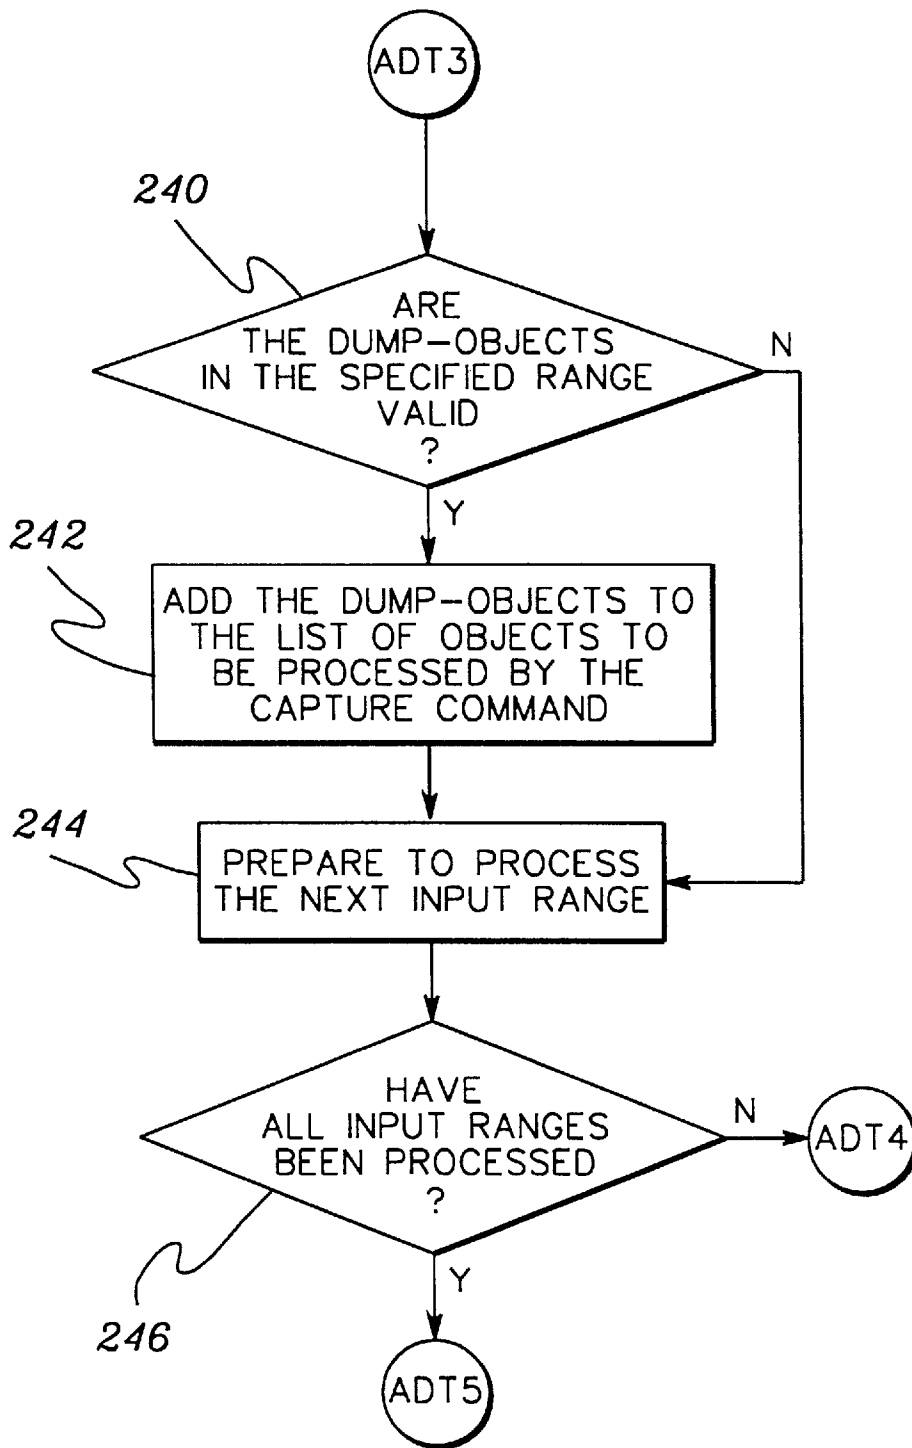 ADT3
240
ARE
THE DUMP-OBJECTS
IN THE SPECIFIED RANGE
VALID
?
N
Y
242
ADD THE DUMP-OBJECTS TO
THE LIST OF OBJECTS TO
BE PROCESSED BY THE
CAPTURE COMMAND
244
PREPARE TO PROCESS
THE NEXT INPUT RANGE
HAVE
ALL INPUT RANGES
BEEN PROCESSED
?
N
ADT4
Y
246
ADT5